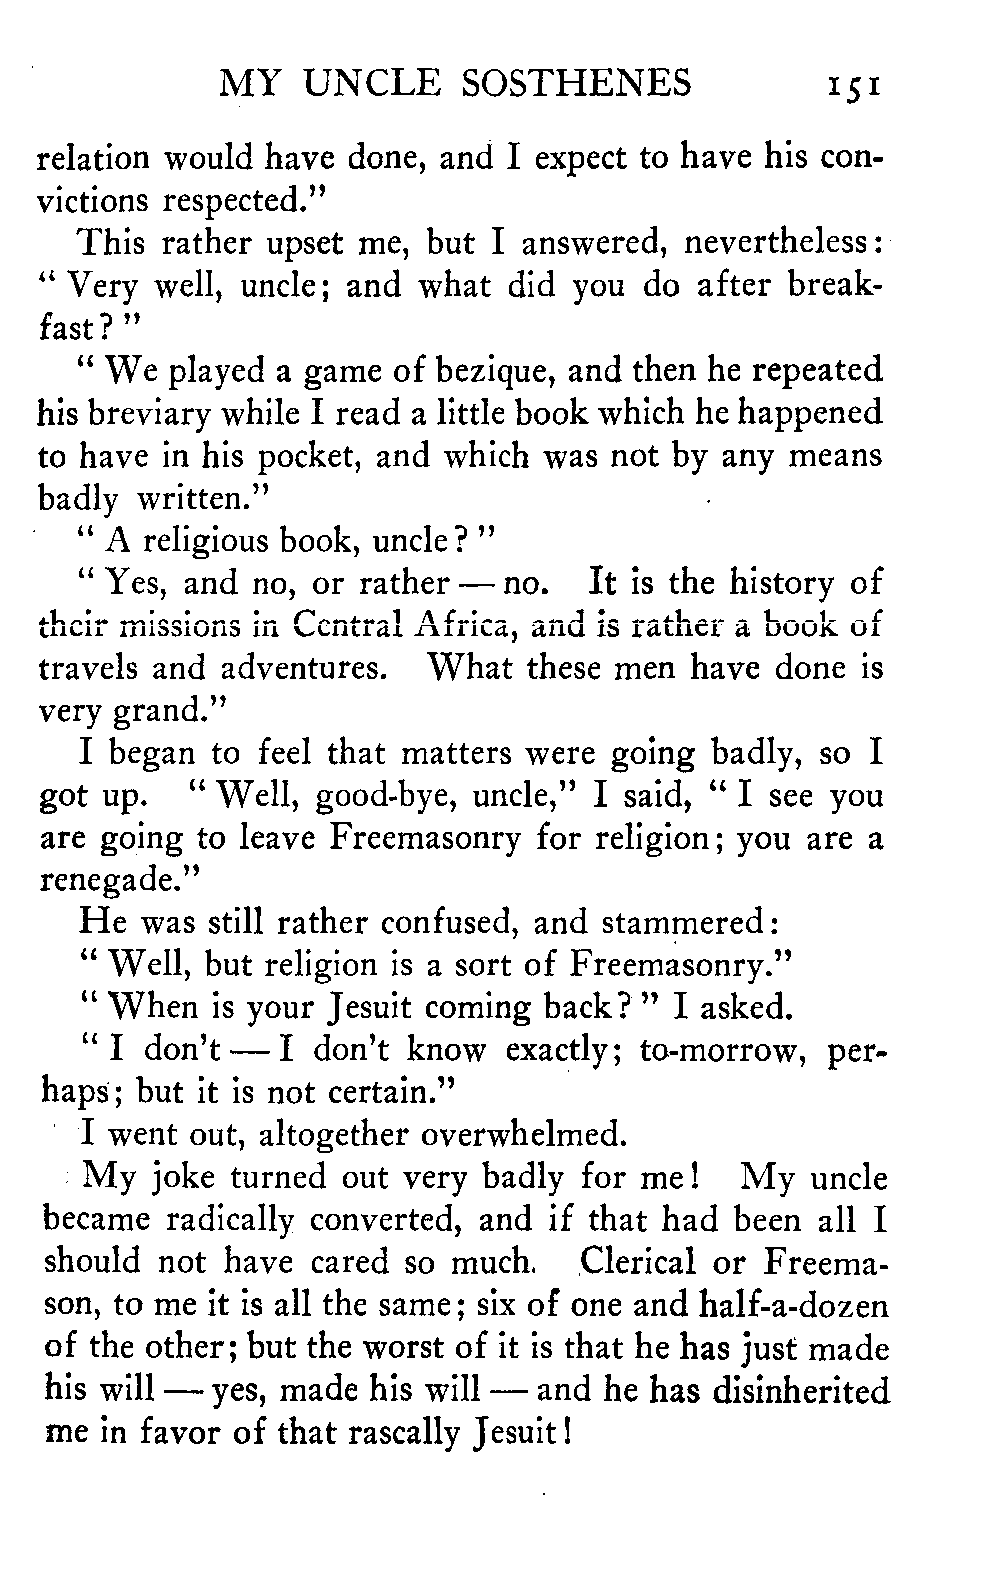 MY UNCLE SOSTHENES 151
relation would have done, and I expect to have his con-
victions respected."
This rather upset me, but I answered, nevertheless:
" Very well, uncle; and what did you do after break-
fast? "
" We played a game of bezique, and then he repeated
his breviary while I read a little book which he happened
to have in his pocket, and which was not by any means
badly written."
" A religious book, uncle? "
" Yes, and no, or rather — no. It is the history of
their missions in Central Africa, and is rather a book of
travels and adventures. What these men have done is
very grand."
I began to feel that matters were going badly, so I
got up. " Well, good-bye, uncle," I said, " I see you
are going to leave Freemasonry for religion; you are a
renegade."
He was still rather confused, and stammered:
" Well, but religion is a sort of Freemasonry."
" When is your Jesuit coming back? " I asked.
" I don't — I don't know exactly; to-morrow, per-
haps; but it is not certain."
I went out, altogether overwhelmed.
My joke turned out very badly for me! My uncle
became radically converted, and if that had been all I
should not have cared so much. Clerical or Freema-
son, to me it is all the same; six of one and half-a-dozen
of the other; but the worst of it is that he has just made
his will — yes, made his will — and he has disinherited
me in favor of that rascally Jesuit!